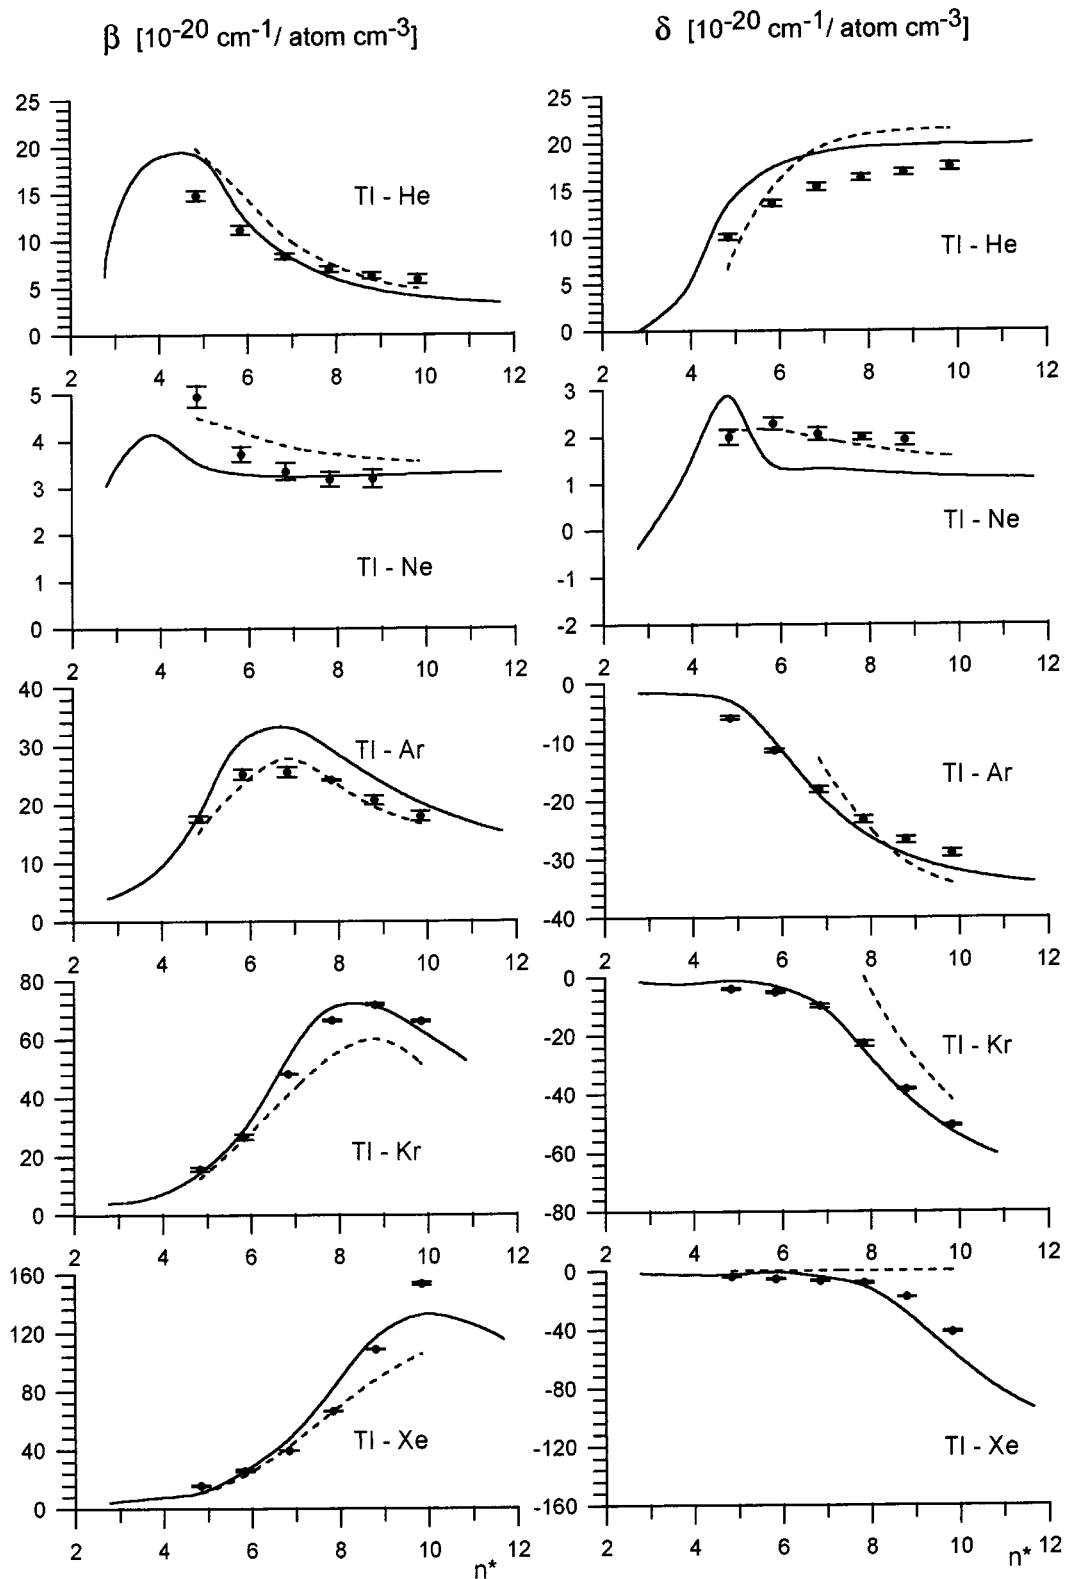 β [10-20 cm-1/ atom cm-3]
δ [10-20 cm-1/ atom cm-3]
25
20
15
10
5
0
Tl - He
2 4 6 8 10 12
25
20
15
10
5
0
Tl - He
2 4 6 8 10 12
5
4
3
2
1
0
Tl - Ne
2 4 6 8 10 12
3
2
1
0
-1
-2
Tl - Ne
2 4 6 8 10 12
40
30
20
10
0
Tl - Ar
2 4 6 8 10 12
0
-10
-20
-30
-40
Tl - Ar
2 4 6 8 10 12
80
60
40
20
0
Tl - Kr
2 4 6 8 10 12
0
-20
-40
-60
-80
Tl - Kr
2 4 6 8 10 12
160
120
80
40
0
Tl - Xe
2 4 6 8 10 12
n*
0
-40
-80
-120
-160
Tl - Xe
2 4 6 8 10 12
n*